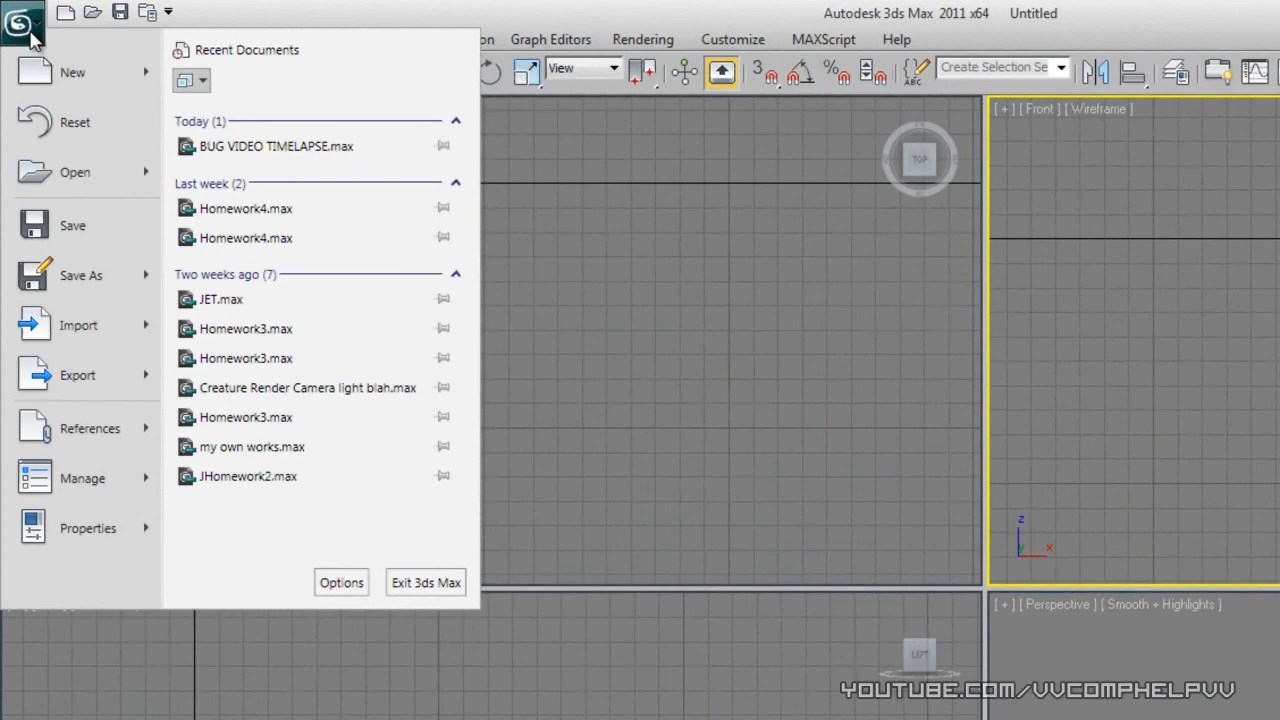 Autodesk 3ds Max 2011 x64 Untitled
on Graph Editors Rendering Customize MAXScript Help
View
3
%
ABC
Create Selection Se
New
Reset
Open
Save
Save As
Import
Export
References
Manage
Properties
Recent Documents
Today (1)
BUG VIDEO TIMELAPSE.max
Last week (2)
Homework4.max
Homework4.max
Two weeks ago (7)
JET.max
Homework3.max
Homework3.max
Creature Render Camera light blah.max
Homework3.max
my own works.max
JHomework2.max
Options
Exit 3ds Max
TOP
[ + ] [ Front ] [ Wireframe ]
z
y
x
LEFT
[ + ] [ Perspective ] [ Smooth + Highlights ]
YOUTUBE.COM/VVCOMPHELPVV